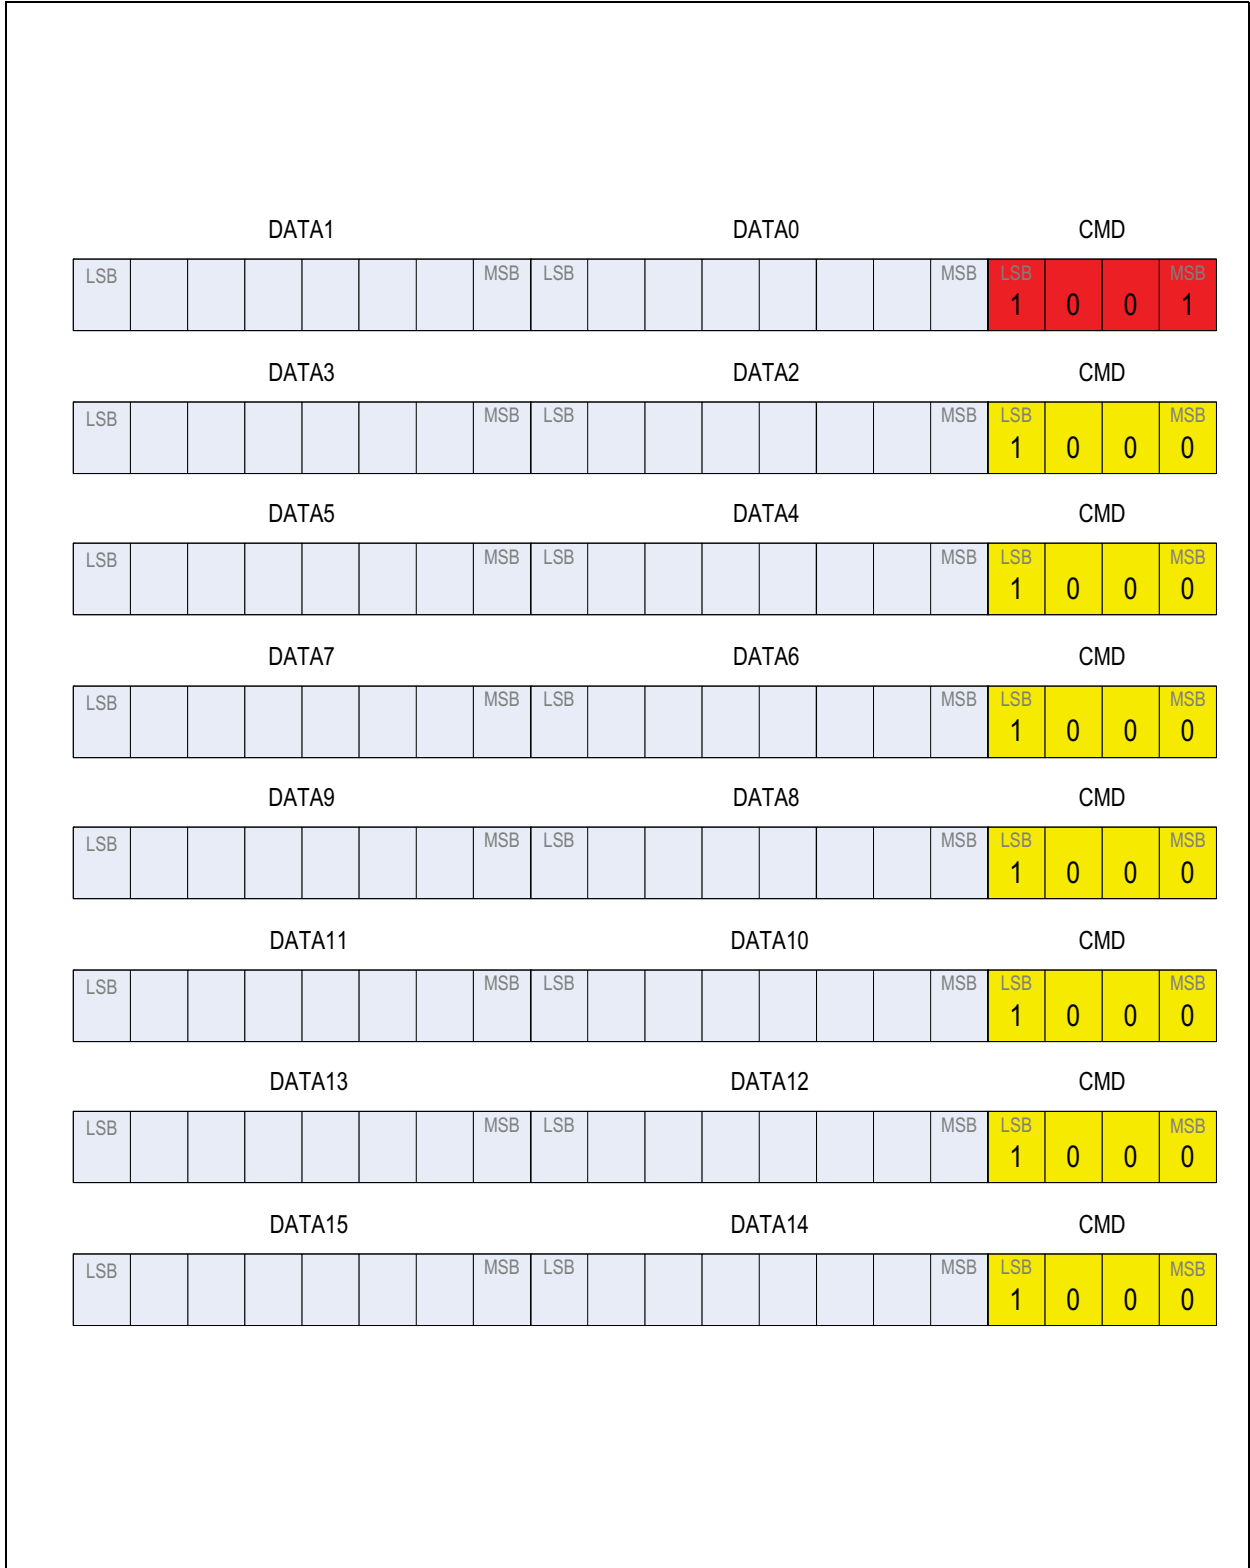 DATA1 DATA0 CMD
LSB MSB LSB MSB LSB MSB
1 0 0 1
DATA3 DATA2 CMD
LSB MSB LSB MSB LSB MSB
1 0 0 0
DATA5 DATA4 CMD
LSB MSB LSB MSB LSB MSB
1 0 0 0
DATA7 DATA6 CMD
LSB MSB LSB MSB LSB MSB
1 0 0 0
DATA9 DATA8 CMD
LSB MSB LSB MSB LSB MSB
1 0 0 0
DATA11 DATA10 CMD
LSB MSB LSB MSB LSB MSB
1 0 0 0
DATA13 DATA12 CMD
LSB MSB LSB MSB LSB MSB
1 0 0 0
DATA15 DATA14 CMD
LSB MSB LSB MSB LSB MSB
1 0 0 0